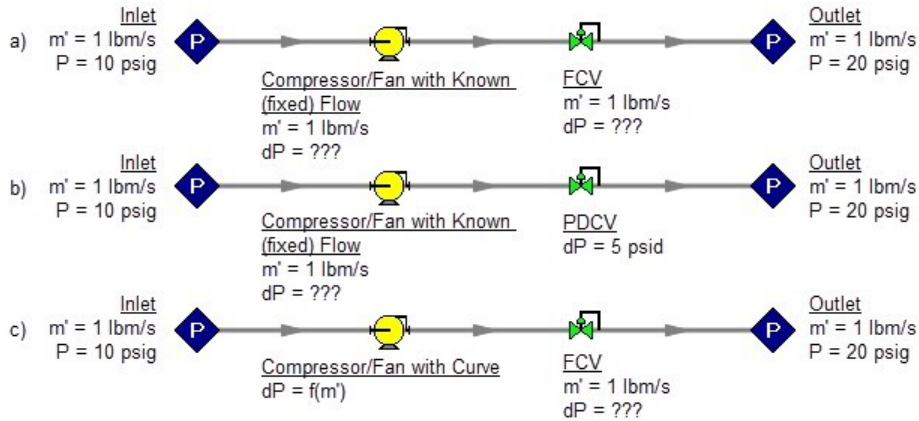 a)
Inlet
m' = 1 lbm/s
P = 10 psig
P
Compressor/Fan with Known
(fixed) Flow
m' = 1 lbm/s
dP = ???
FCV
m' = 1 lbm/s
dP = ???
P
Outlet
m' = 1 lbm/s
P = 20 psig
b)
Inlet
m' = 1 lbm/s
P = 10 psig
P
Compressor/Fan with Known
(fixed) Flow
m' = 1 lbm/s
dP = ???
PDCV
dP = 5 psid
P
Outlet
m' = 1 lbm/s
P = 20 psig
c)
Inlet
m' = 1 lbm/s
P = 10 psig
P
Compressor/Fan with Curve
dP = f(m')
FCV
m' = 1 lbm/s
dP = ???
P
Outlet
m' = 1 lbm/s
P = 20 psig